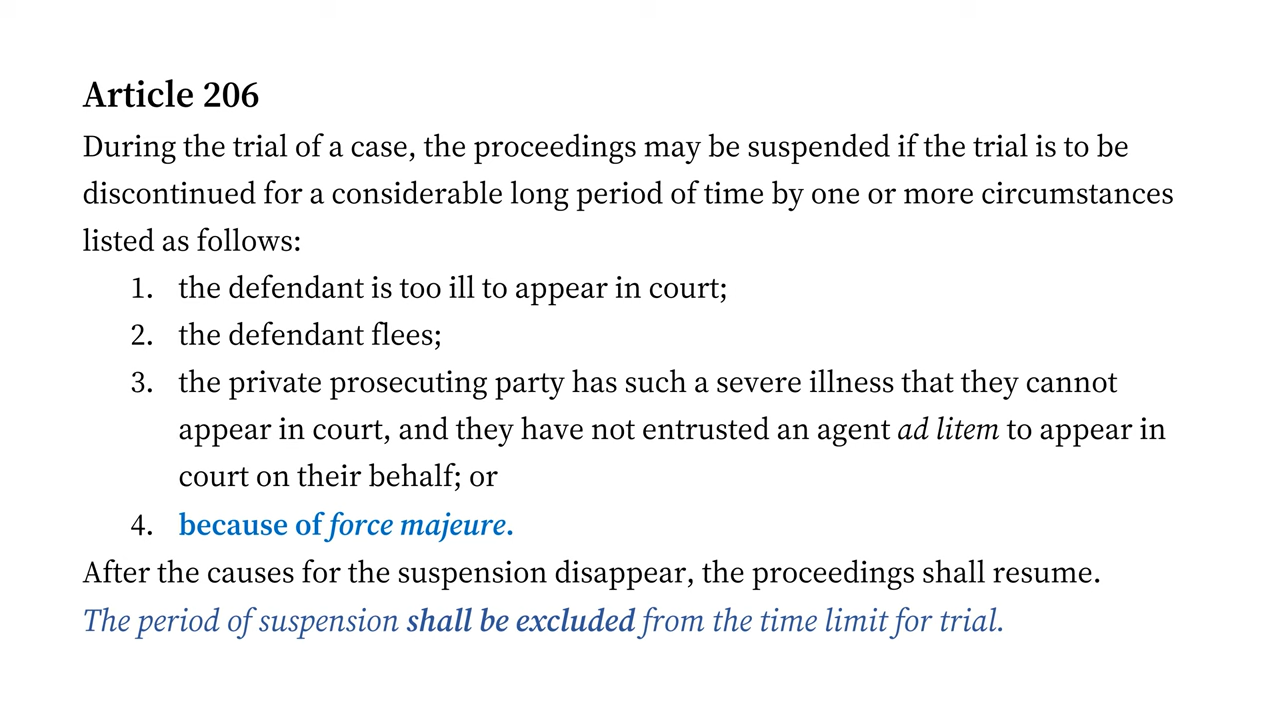 Article 206
During the trial of a case, the proceedings may be suspended if the trial is to be
discontinued for a considerable long period of time by one or more circumstances
listed as follows:
1. the defendant is too ill to appear in court;
2. the defendant flees;
3. the private prosecuting party has such a severe illness that they cannot
appear in court, and they have not entrusted an agent ad litem to appear in
court on their behalf; or
4. because of force majeure.
After the causes for the suspension disappear, the proceedings shall resume.
The period of suspension shall be excluded from the time limit for trial.